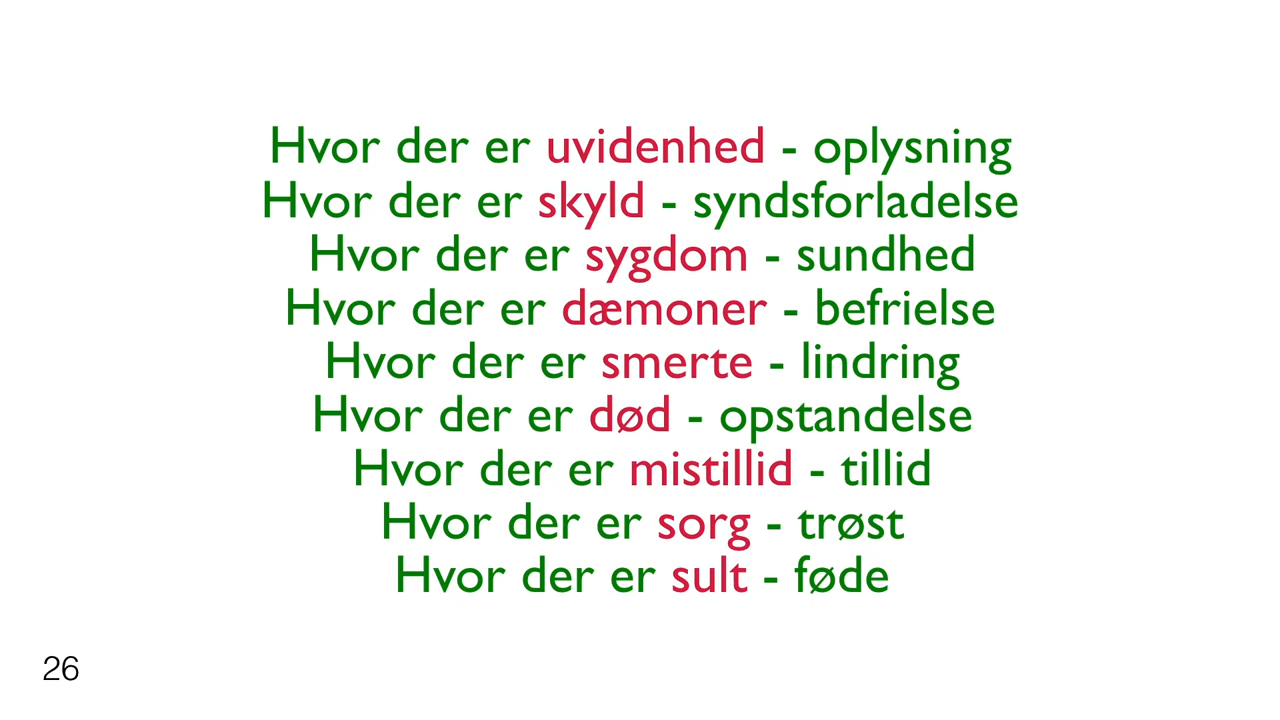 Hvor der er uvidenhed - oplysning
Hvor der er skyld - syndsforladelse
Hvor der er sygdom - sundhed
Hvor der er dæmoner - befrielse
Hvor der er smerte - lindring
Hvor der er død - opstandelse
Hvor der er mistillid - tillid
Hvor der er sorg - trøst
Hvor der er sult - føde
26